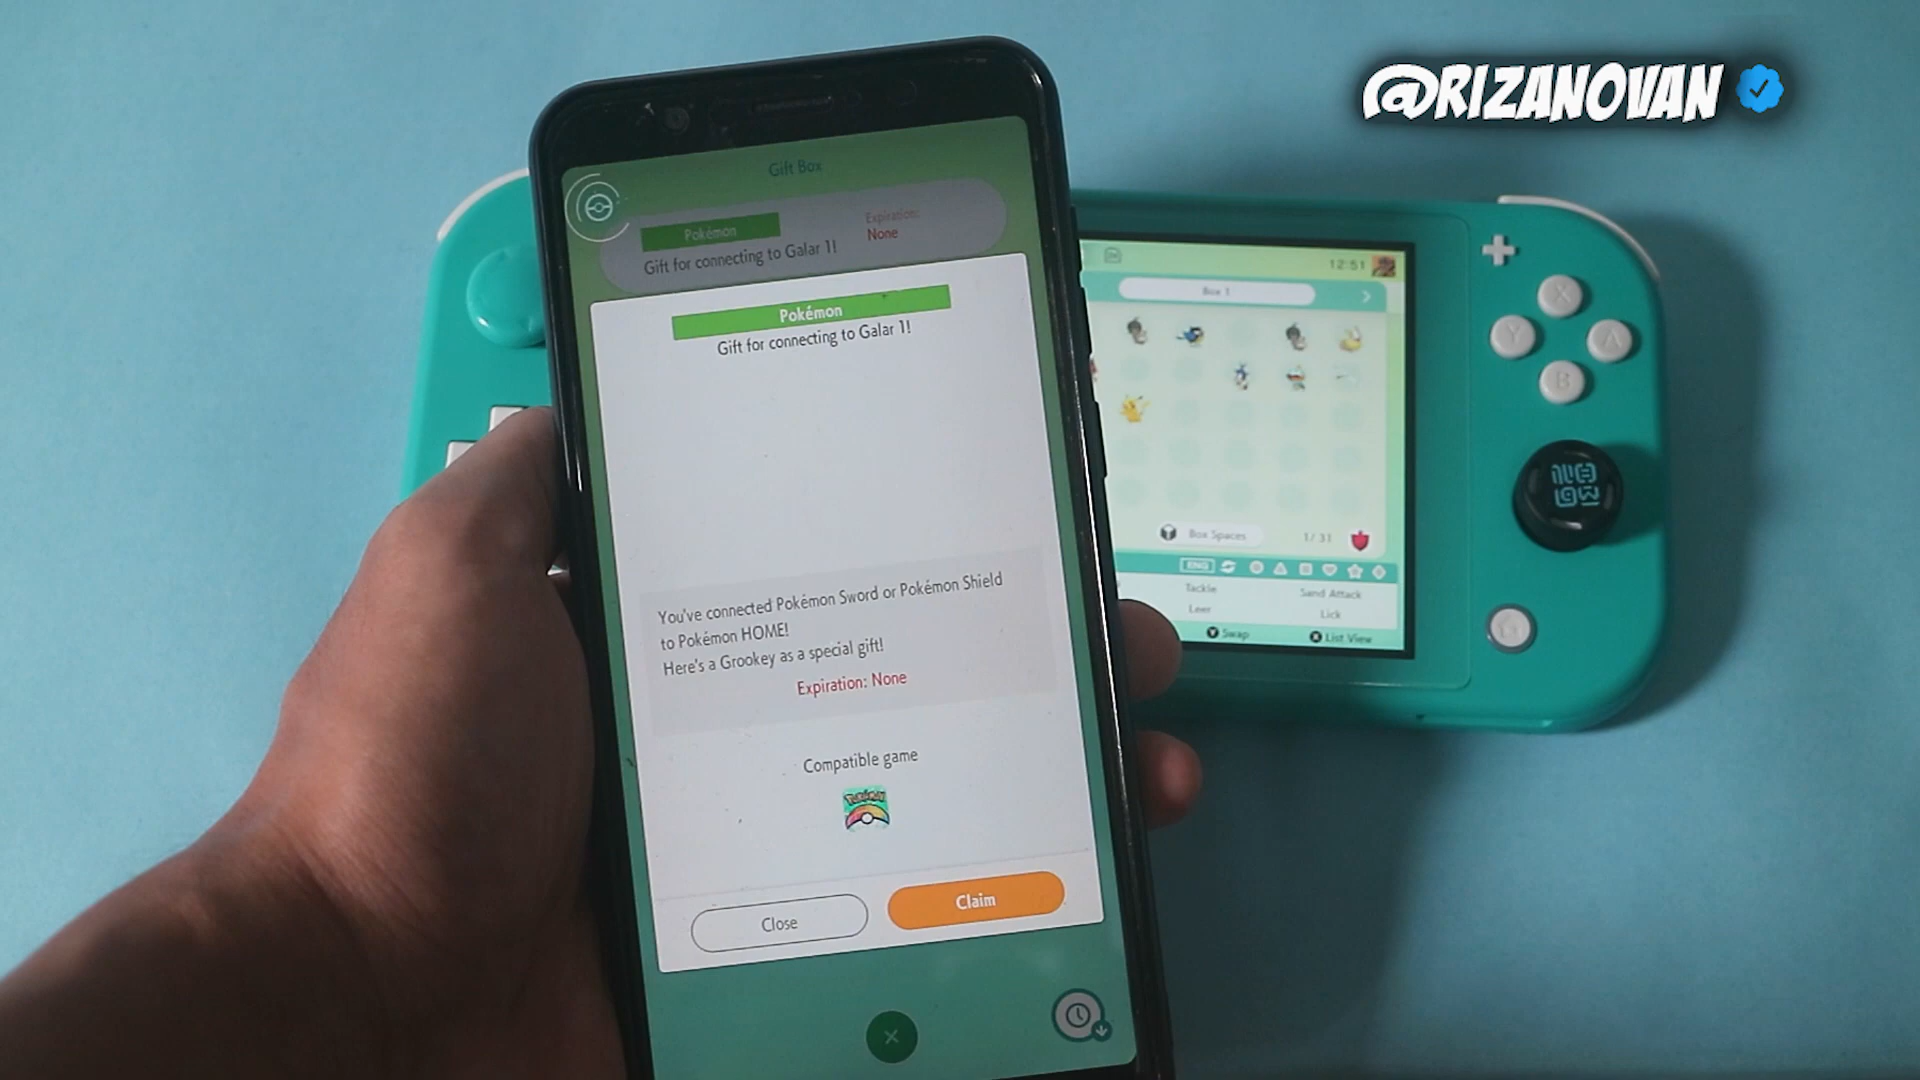 @RIZANOVAN
Gift Box
Pokémon
Expiration:
None
Gift for connecting to Galar 1!
Pokémon
Gift for connecting to Galar 1!
You've connected Pokémon Sword or Pokémon Shield
to Pokémon HOME!
Here's a Grookey as a special gift!
Expiration: None
Compatible game
Pokémon
Close
Claim
12:51
Box 1
Box Spaces
1/31
ENG
Tackle
Sand Attack
Leer
Lick
Y Swap
X List View
X
Y
A
B